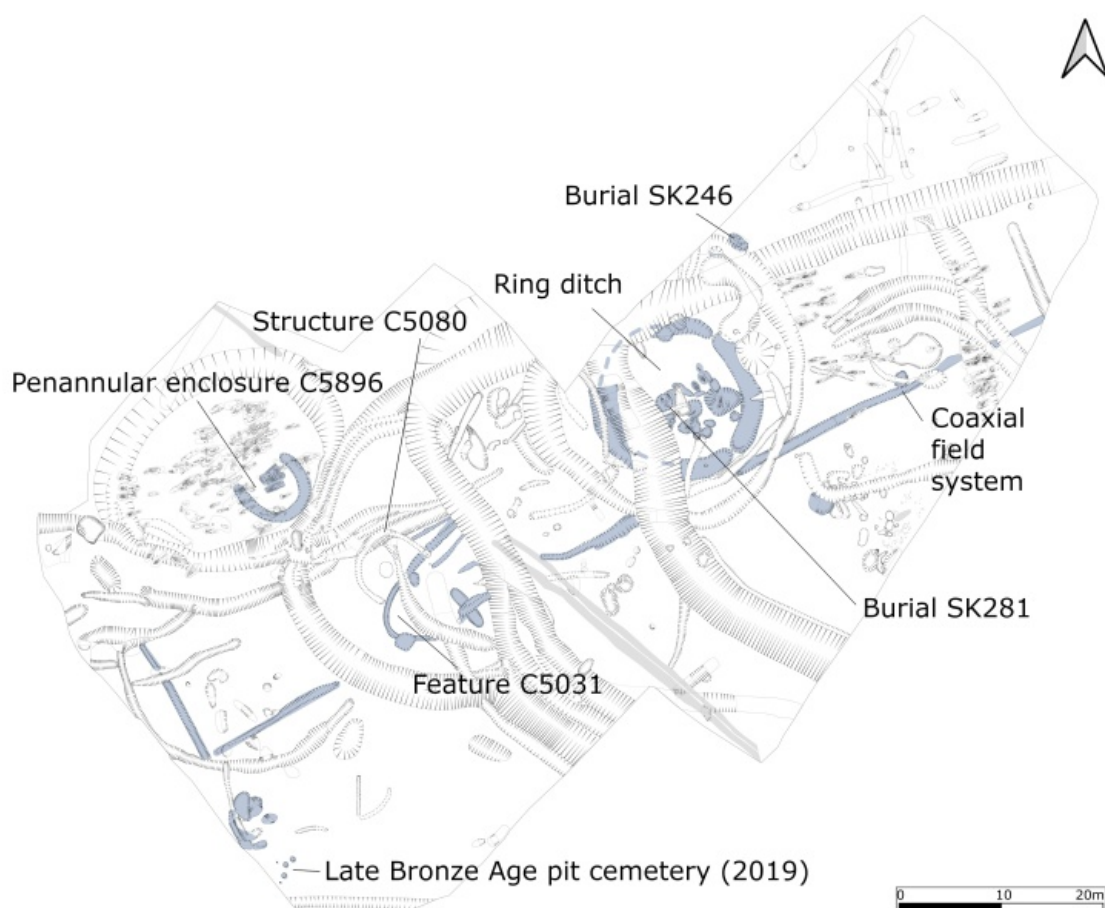 Burial SK246
Ring ditch
Structure C5080
Penannular enclosure C5896
Coaxial
field
system
Burial SK281
Feature C5031
Late Bronze Age pit cemetery (2019)
0 10 20m